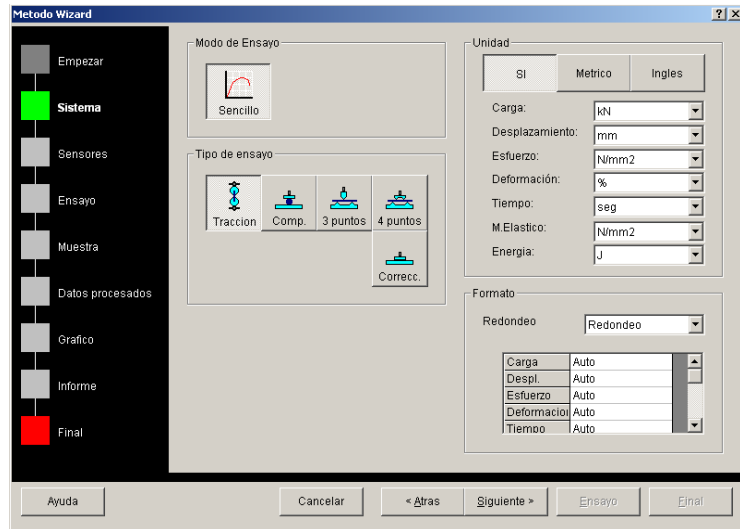 Metodo Wizard
Empezar
Sistema
Sensores
Ensayo
Muestra
Datos procesados
Grafico
Informe
Final
Modo de Ensayo
Sencillo
Tipo de ensayo
Traccion Comp. 3 puntos 4 puntos
Correcc.
Unidad
SI Metrico Ingles
Carga: kN
Desplazamiento: mm
Esfuerzo: N/mm2
Deformación: %
Tiempo: seg
M.Elastico: N/mm2
Energia: J
Formato
Redondeo Redondeo
Carga Auto
Despl. Auto
Esfuerzo Auto
Deformacion Auto
Tiempo Auto
Ayuda Cancelar < Atras Siguiente > Ensayo Final